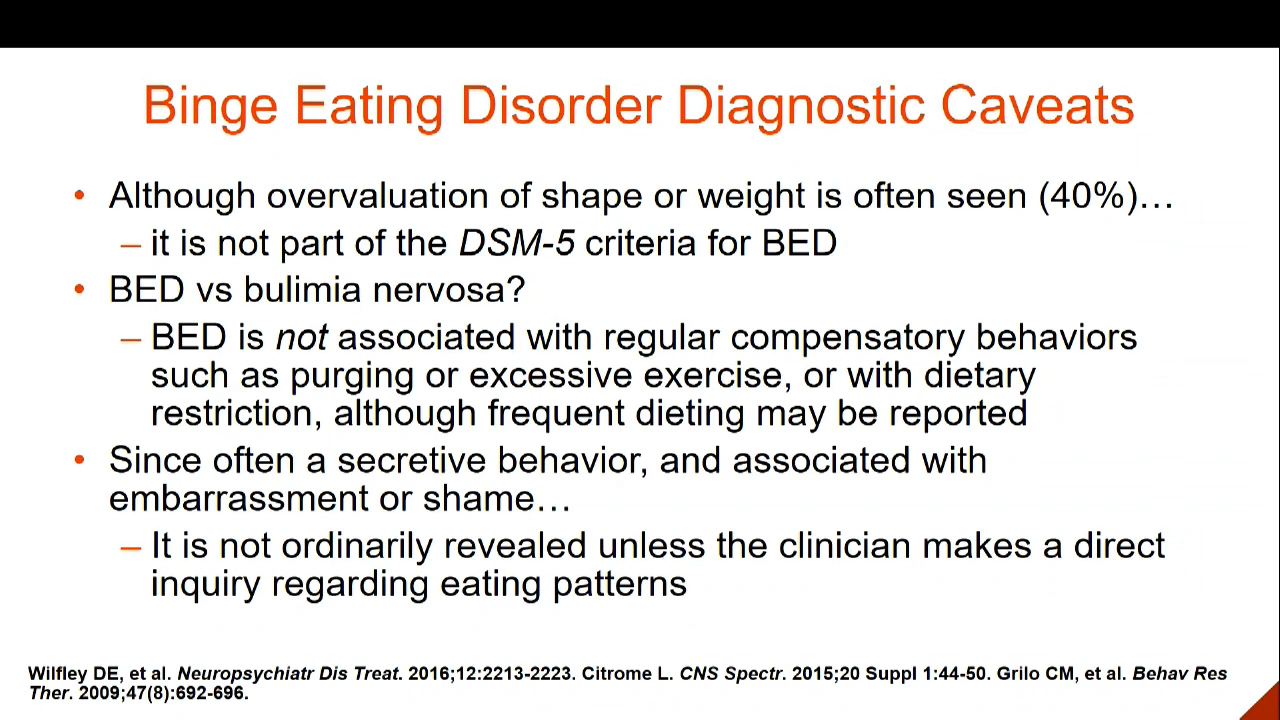 Binge Eating Disorder Diagnostic Caveats
• Although overvaluation of shape or weight is often seen (40%)…
– it is not part of the DSM-5 criteria for BED
• BED vs bulimia nervosa?
– BED is not associated with regular compensatory behaviors
such as purging or excessive exercise, or with dietary
restriction, although frequent dieting may be reported
• Since often a secretive behavior, and associated with
embarrassment or shame…
– It is not ordinarily revealed unless the clinician makes a direct
inquiry regarding eating patterns
Wilfley DE, et al. Neuropsychiatr Dis Treat. 2016;12:2213-2223. Citrome L. CNS Spectr. 2015;20 Suppl 1:44-50. Grilo CM, et al. Behav Res
Ther. 2009;47(8):692-696.